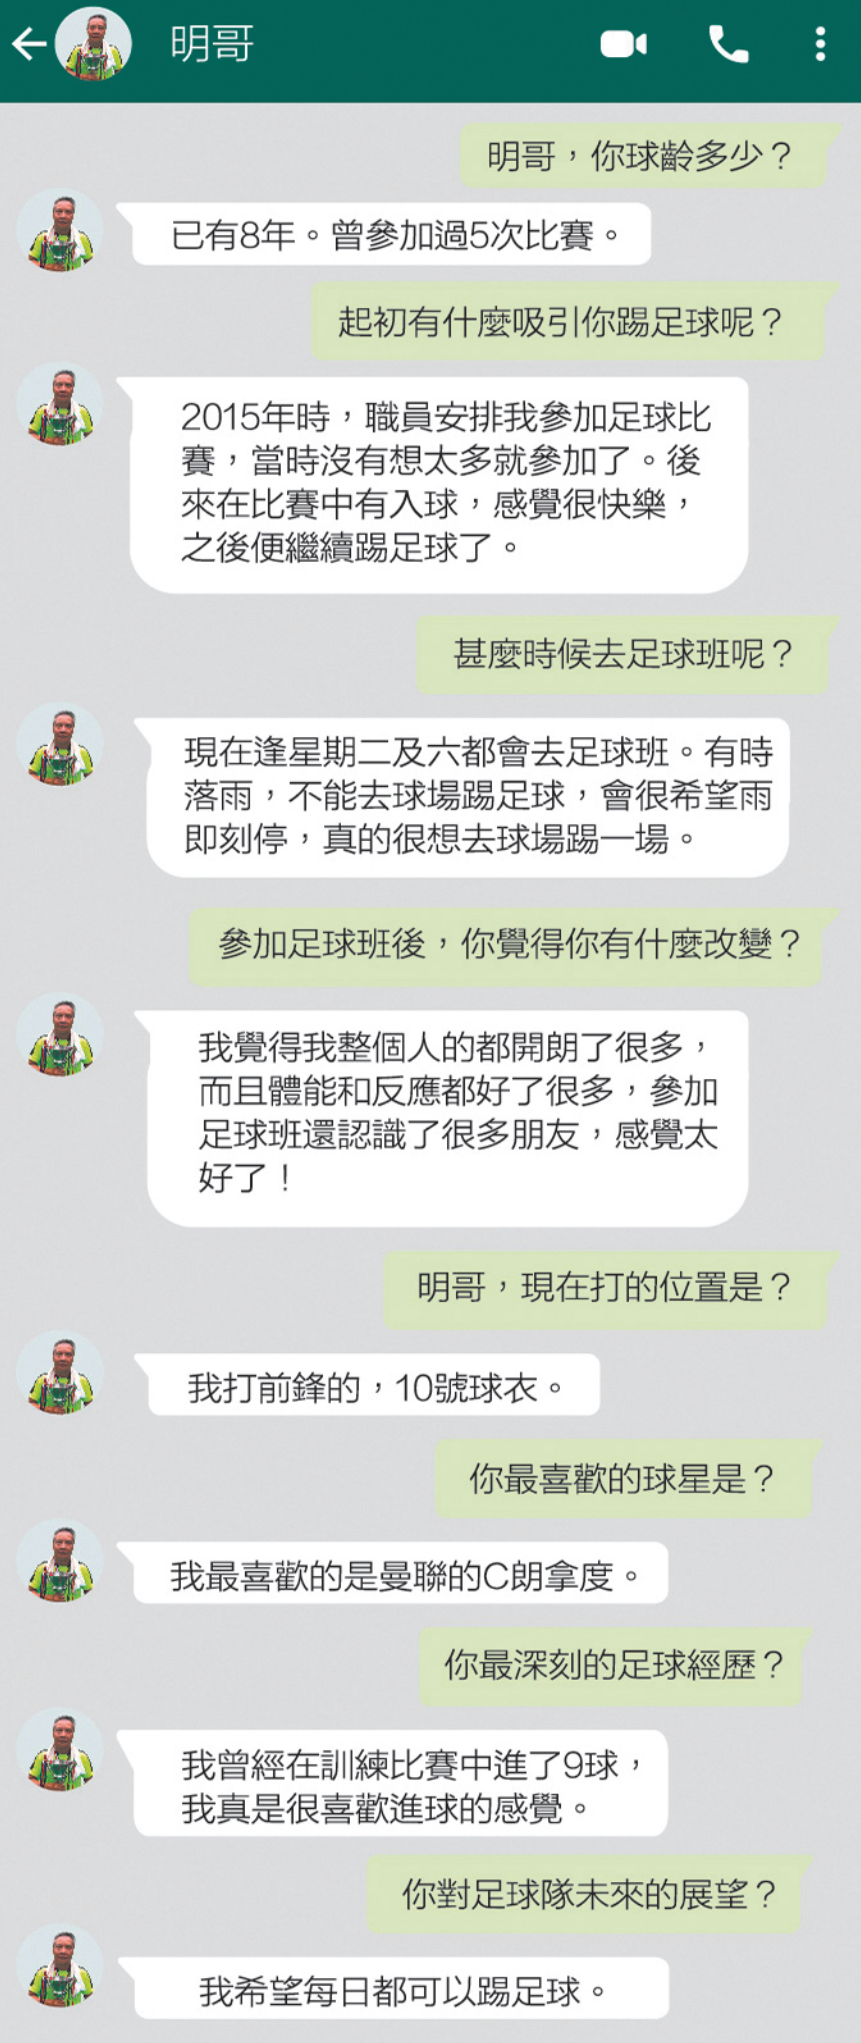 明哥
明哥，你球齡多少？
已有8年。曾參加過5次比賽。
起初有什麼吸引你踢足球呢？
2015年時，職員安排我參加足球比
賽，當時沒有想太多就參加了。後
來在比賽中有入球，感覺很快樂，
之後便繼續踢足球了。
甚麼時候去足球班呢？
現在逢星期二及六都會去足球班。有時
落雨，不能去球場踢足球，會很希望雨
即刻停，真的很想去球場踢一場。
參加足球班後，你覺得你有什麼改變？
我覺得我整個人的都開朗了很多，
而且體能和反應都好了很多，參加
足球班還認識了很多朋友，感覺太
好了！
明哥，現在打的位置是？
我打前鋒的，10號球衣。
你最喜歡的球星是？
我最喜歡的是曼聯的C朗拿度。
你最深刻的足球經歷？
我曾經在訓練比賽中進了9球，
我真是很喜歡進球的感覺。
你對足球隊未來的展望？
我希望每日都可以踢足球。